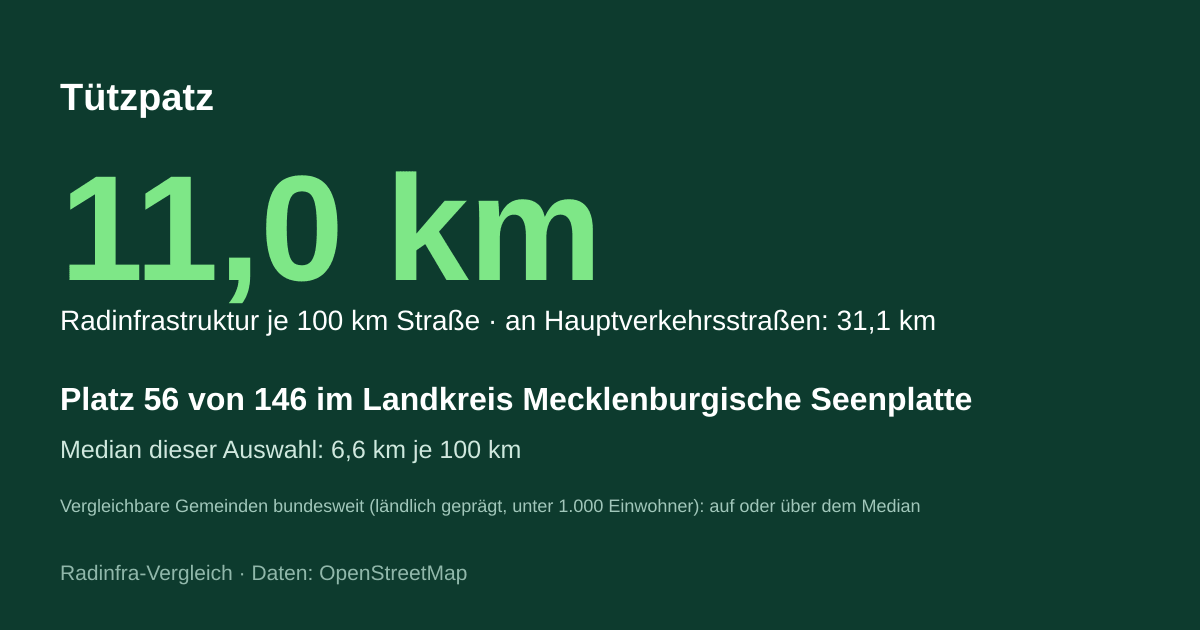 Tützpatz
11,0 km
Radinfrastruktur je 100 km Straße · an Hauptverkehrsstraßen: 31,1 km
Platz 56 von 146 im Landkreis Mecklenburgische Seenplatte
Median dieser Auswahl: 6,6 km je 100 km
Vergleichbare Gemeinden bundesweit (ländlich geprägt, unter 1.000 Einwohner): auf oder über dem Median
Radinfra-Vergleich · Daten: OpenStreetMap